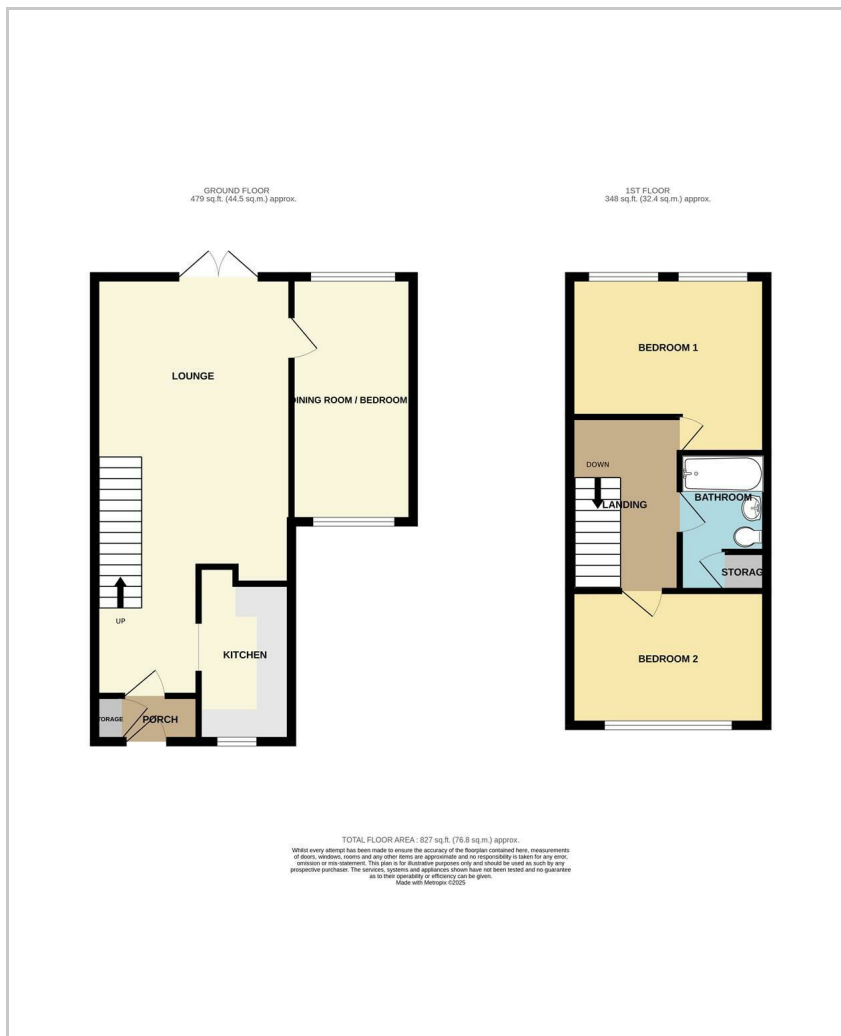 GROUND FLOOR
479 sq.ft. (44.5 sq.m.) approx.
1ST FLOOR
348 sq.ft. (32.4 sq.m.) approx.
LOUNGE
DINING ROOM / BEDROOM
UP
KITCHEN
TORAGE
PORCH
BEDROOM 1
DOWN
LANDING
BATHROOM
STORAG
BEDROOM 2
TOTAL FLOOR AREA : 827 sq.ft. (76.8 sq.m.) approx.
Whilst every attempt has been made to ensure the accuracy of the floorplan contained here, measurements
of doors, windows, rooms and any other items are approximate and no responsibility is taken for any error,
omission or mis-statement. This plan is for illustrative purposes only and should be used as such by any
prospective purchaser. The services, systems and appliances shown have not been tested and no guarantee
as to their operability or efficiency can be given.
Made with Metropix ©2025